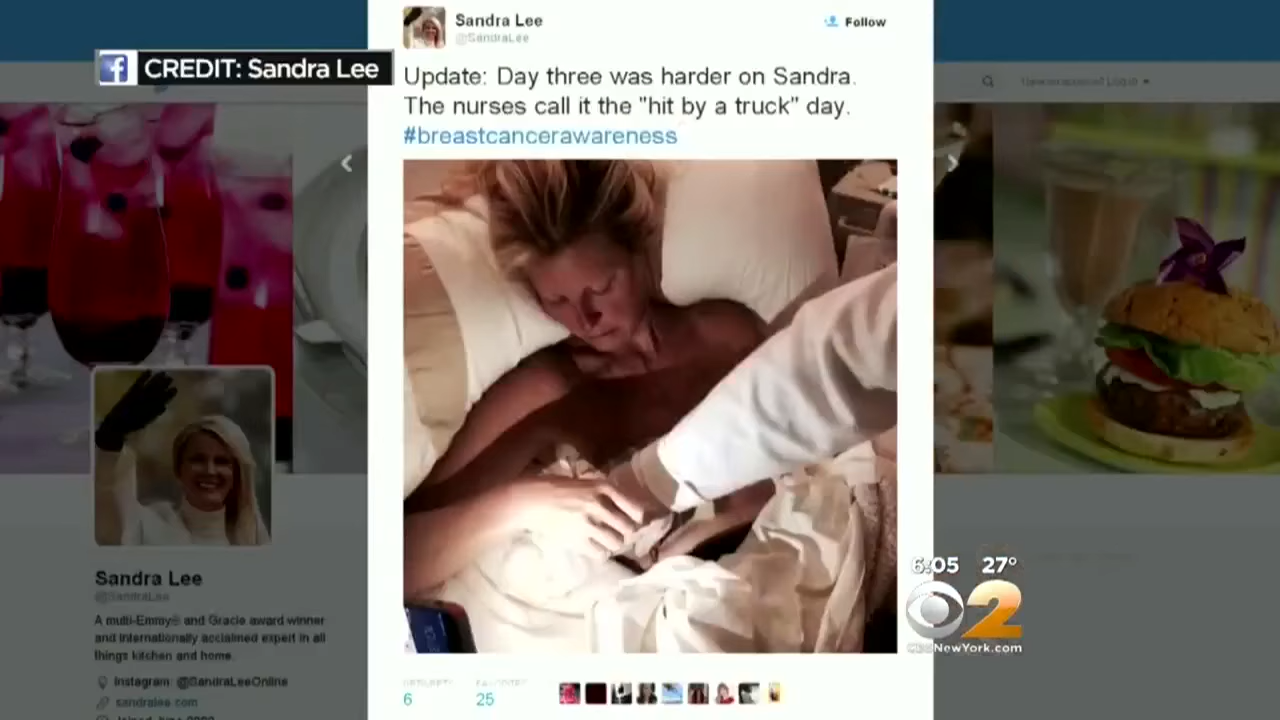 CREDIT: Sandra Lee
Sandra Lee
@SandraLee
Follow
Update: Day three was harder on Sandra.
The nurses call it the "hit by a truck" day.
#breastcancerawareness
Sandra Lee
@SandraLee
A multi-Emmy® and Gracie award winner
and internationally acclaimed expert in all
things kitchen and home.
Instagram: @SandraLeeOnline
sandralee.com
6
25
6:05 27°
2
CBSNewYork.com